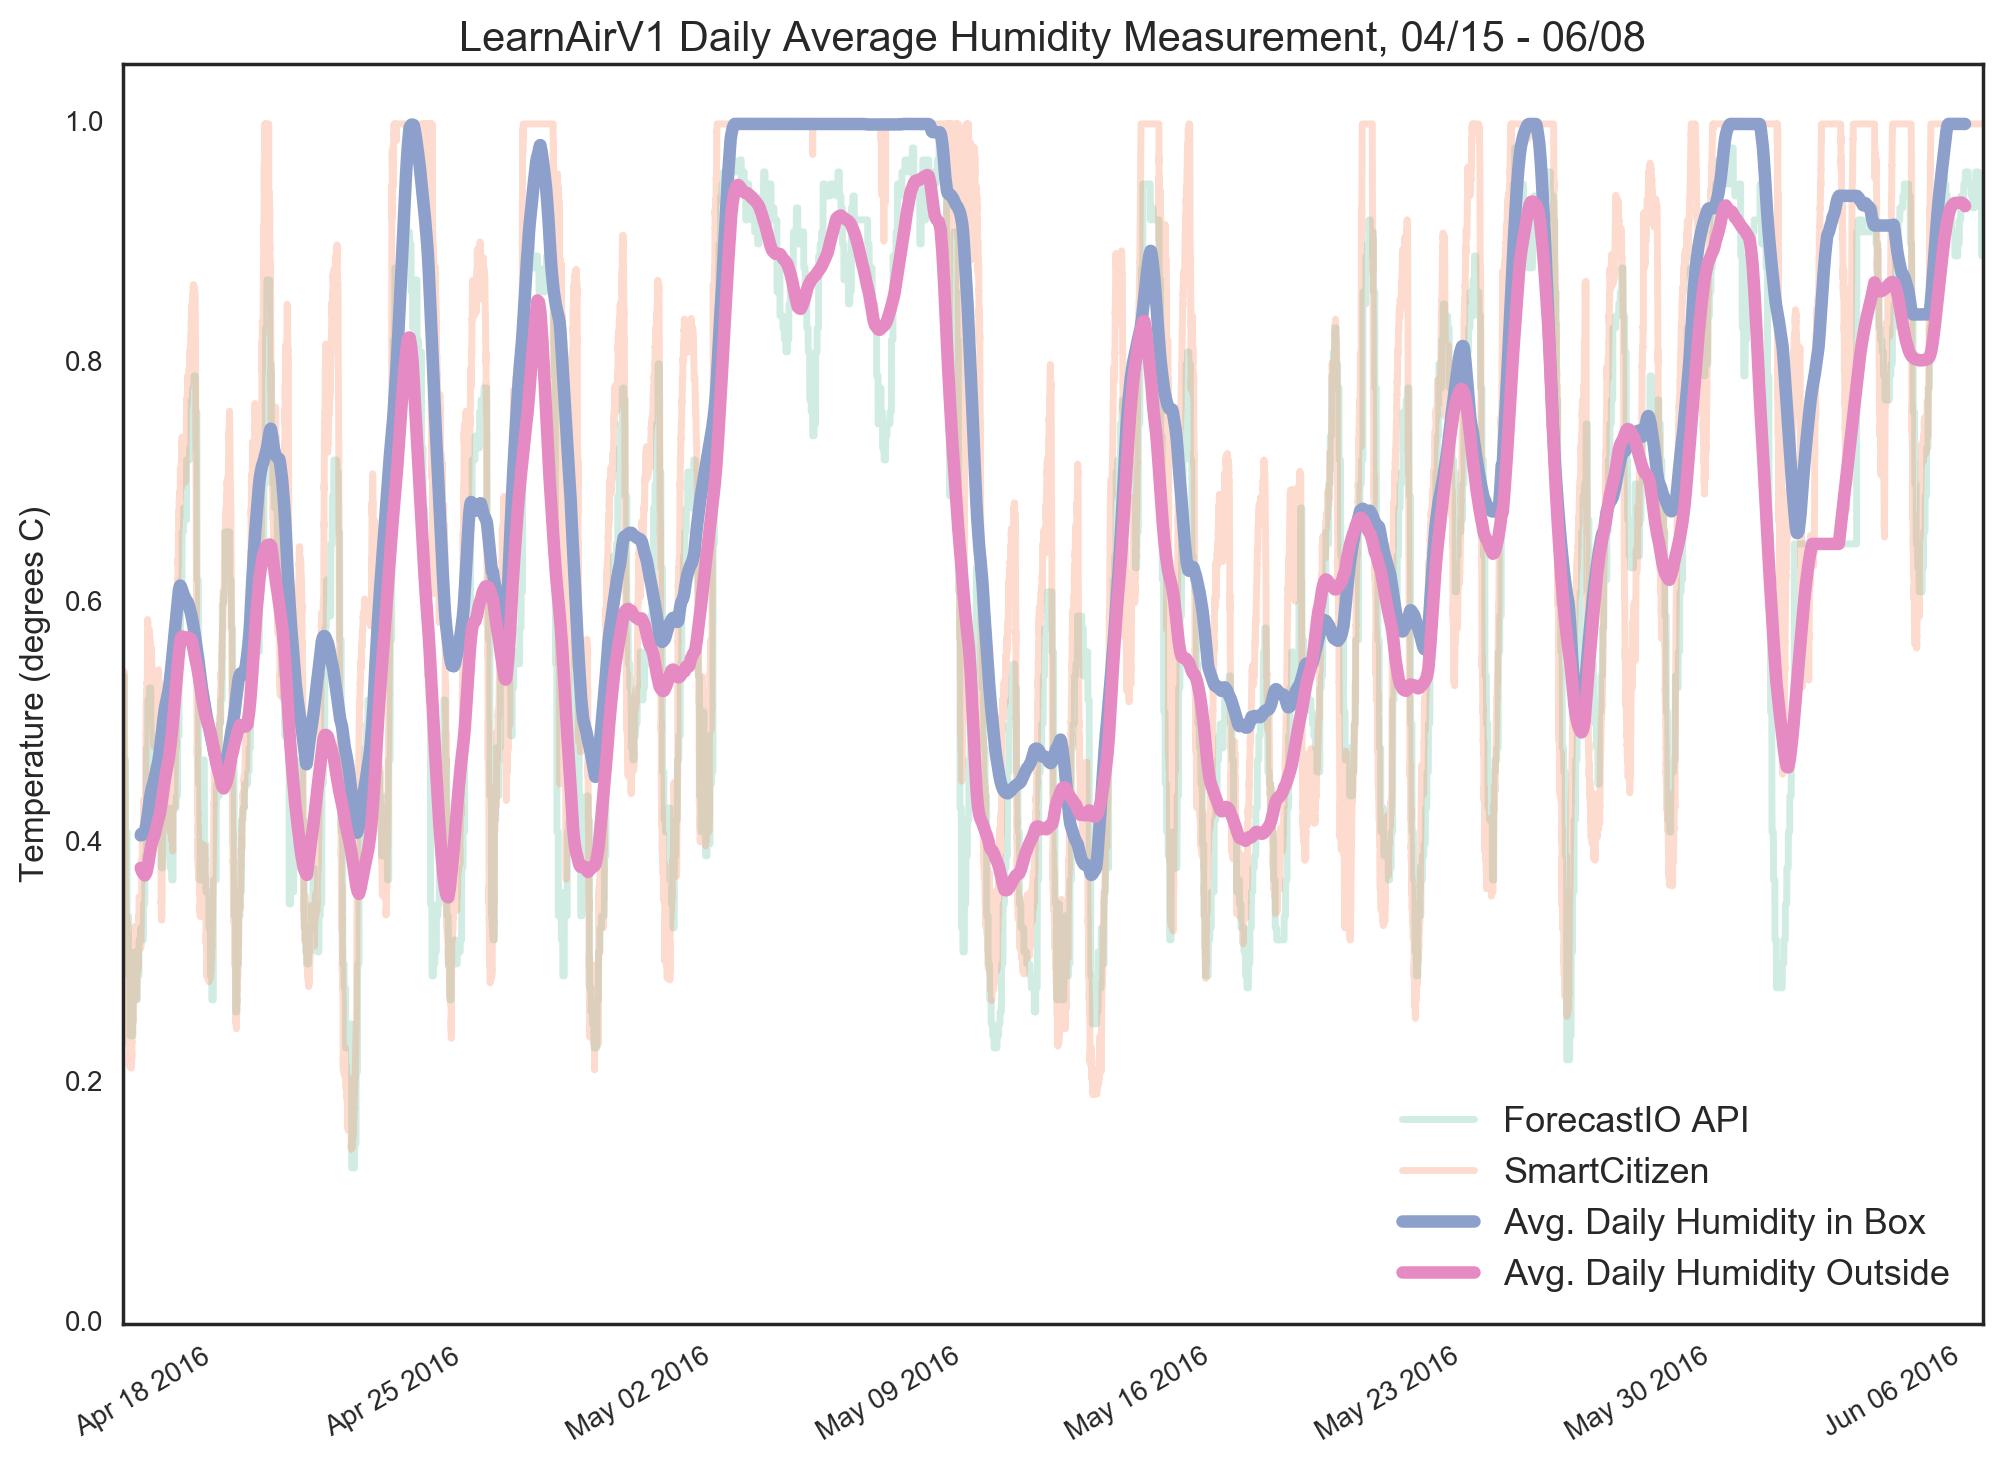 LearnAirV1 Daily Average Humidity Measurement, 04/15 - 06/08
Temperature (degrees C)
1.0
0.8
0.6
0.4
0.2
0.0
ForecastIO API
SmartCitizen
Avg. Daily Humidity in Box
Avg. Daily Humidity Outside
Apr 18 2016
Apr 25 2016
May 02 2016
May 09 2016
May 16 2016
May 23 2016
May 30 2016
Jun 06 2016